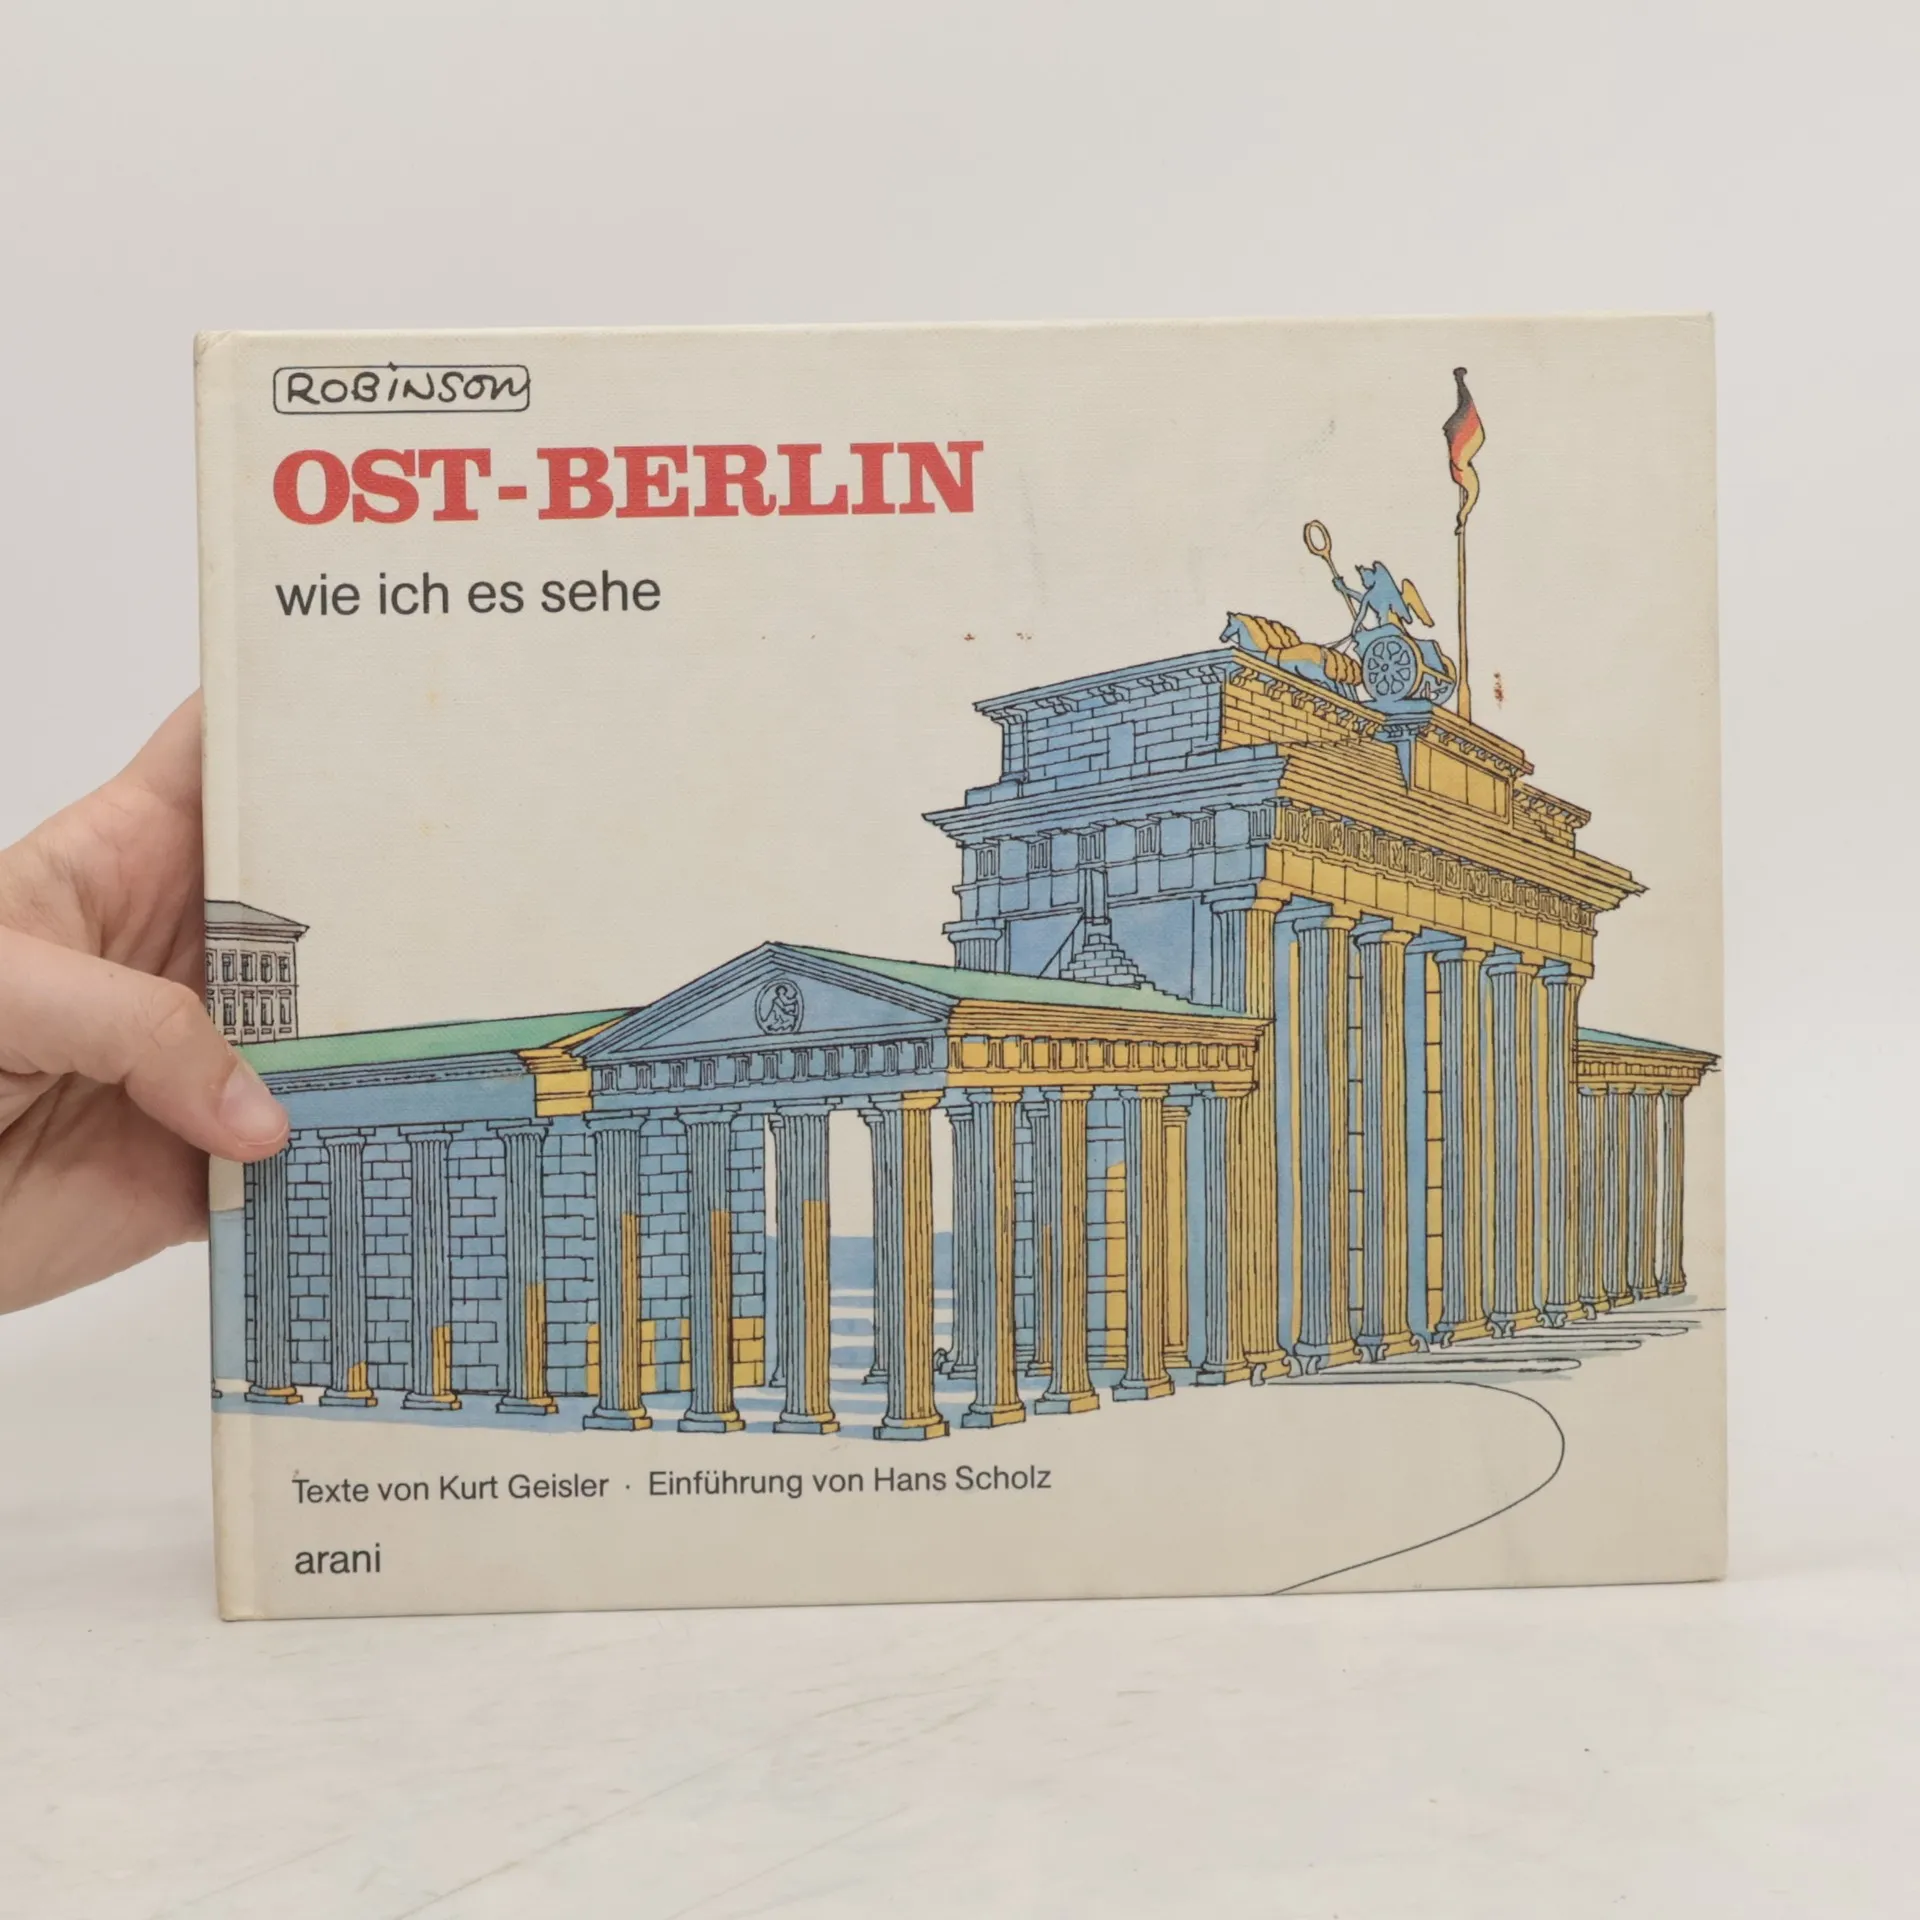 ROBINSON
OST-BERLIN
wie ich es sehe
Texte von Kurt Geisler · Einführung von Hans Scholz
arani